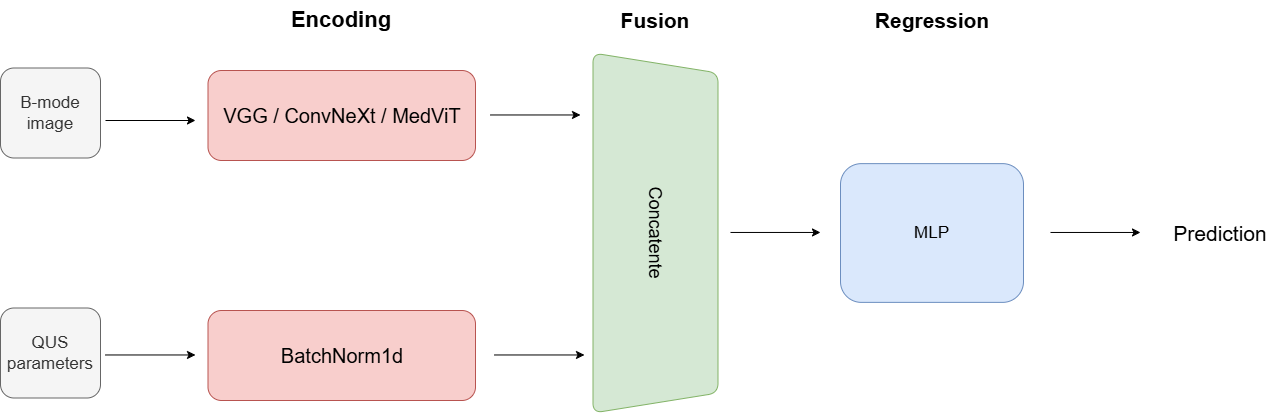 Encoding
Fusion
Regression
B-mode
image
VGG / ConvNeXt / MedViT
Concatente
MLP
Prediction
QUS
parameters
BatchNorm1d